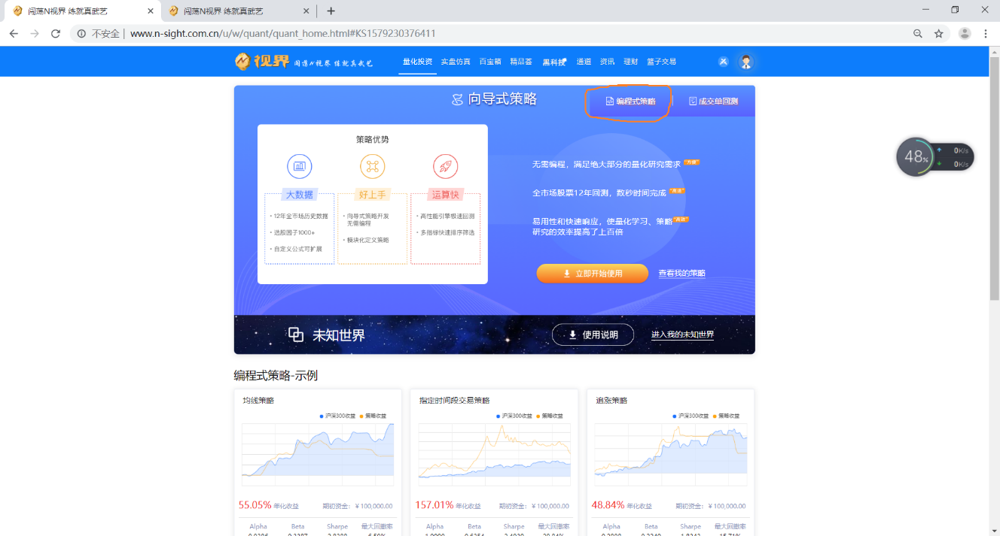 闯荡N视界 练就真武艺
闯荡N视界 练就真武艺
不安全 | www.n-sight.com.cn/u/w/quant/quant_home.html#KS1579230376411
视界 闯荡N视界 练就真武艺
量化投资 实盘仿真 百宝箱 精品荟 黑科技 通道 资讯 理财 篮子交易
向导式策略
编程式策略
成交单回测
策略优势
大数据
好上手
运算快
·12年全市场历史数据
·选股因子1000+
·自定义公式可扩展
·向导式策略开发
无需编程
·模块化定义策略
·高性能引擎极速回测
·多指标快速排序筛选
无需编程，满足绝大部分的量化研究需求
全市场股票12年回测，数秒时间完成
易用性和快速响应，使量化学习、策略
研究的效率提高了上百倍
立即开始使用
查看我的策略
48%
0K/s
0K/s
未知世界
使用说明
进入我的未知世界
编程式策略-示例
均线策略
沪深300收益 策略收益
55.05% 年化收益 期初资金：￥100,000.00
Alpha Beta Sharpe 最大回撤率
指定时间段交易策略
沪深300收益 策略收益
157.01% 年化收益 期初资金：￥100,000.00
Alpha Beta Sharpe 最大回撤率
追涨策略
沪深300收益 策略收益
48.84% 年化收益 期初资金：￥100,000.00
Alpha Beta Sharpe 最大回撤率